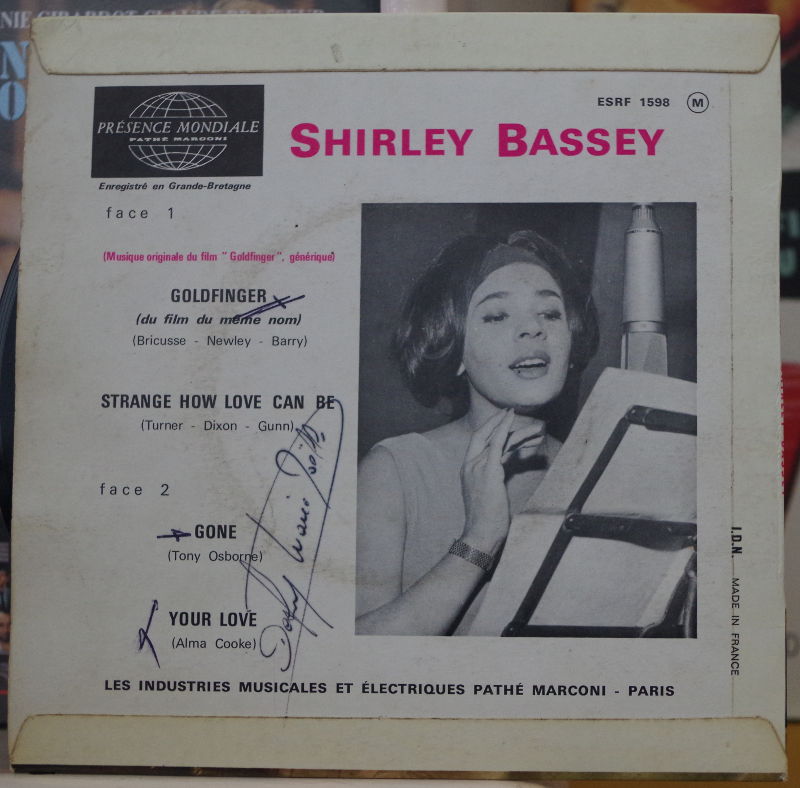 NIE GIRARDOT CLAUDE
ESRF 1598 M
PRÉSENCE MONDIALE
PATHÉ MARCONI
SHIRLEY BASSEY
Enregistré en Grande-Bretagne
face 1
(Musique originale du film "Goldfinger", générique)
GOLDFINGER
(du film du même nom)
(Bricusse - Newley - Barry)
STRANGE HOW LOVE CAN BE
(Turner - Dixon - Gunn)
face 2
GONE
(Tony Osborne)
YOUR LOVE
(Alma Cooke)
I.D.N. MADE IN FRANCE
LES INDUSTRIES MUSICALES ET ÉLECTRIQUES PATHÉ MARCONI - PARIS